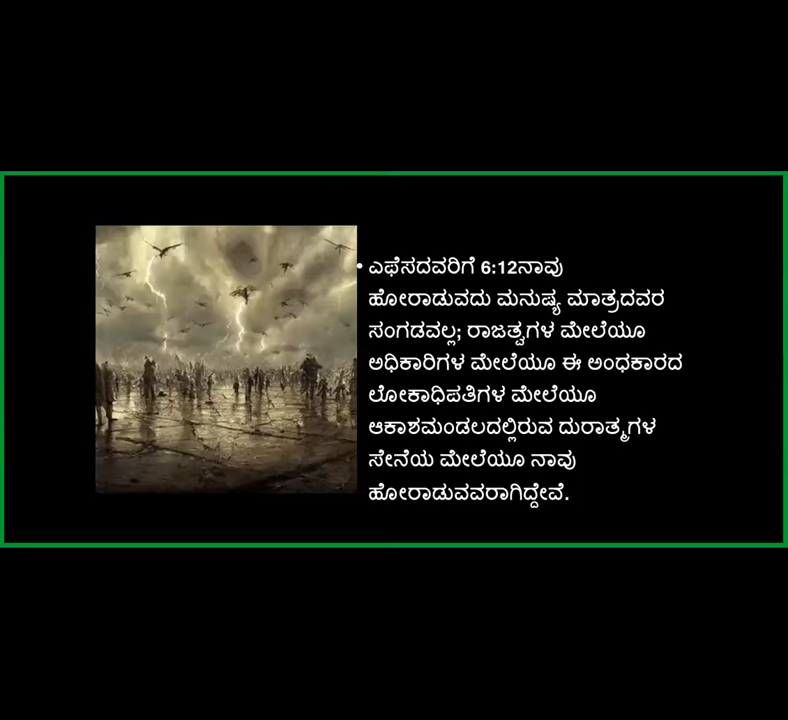 • ಎಫೆಸದವರಿಗೆ 6:12ನಾವು
ಹೋರಾಡುವದು ಮನುಷ್ಯ ಮಾತ್ರದವರ
ಸಂಗಡವಲ್ಲ; ರಾಜತ್ವಗಳ ಮೇಲೆಯೂ
ಅಧಿಕಾರಿಗಳ ಮೇಲೆಯೂ ಈ ಅಂಧಕಾರದ
ಲೋಕಾಧಿಪತಿಗಳ ಮೇಲೆಯೂ
ಆಕಾಶಮಂಡಲದಲ್ಲಿರುವ ದುರಾತ್ಮಗಳ
ಸೇನೆಯ ಮೇಲೆಯೂ ನಾವು
ಹೋರಾಡುವವರಾಗಿದ್ದೇವೆ.